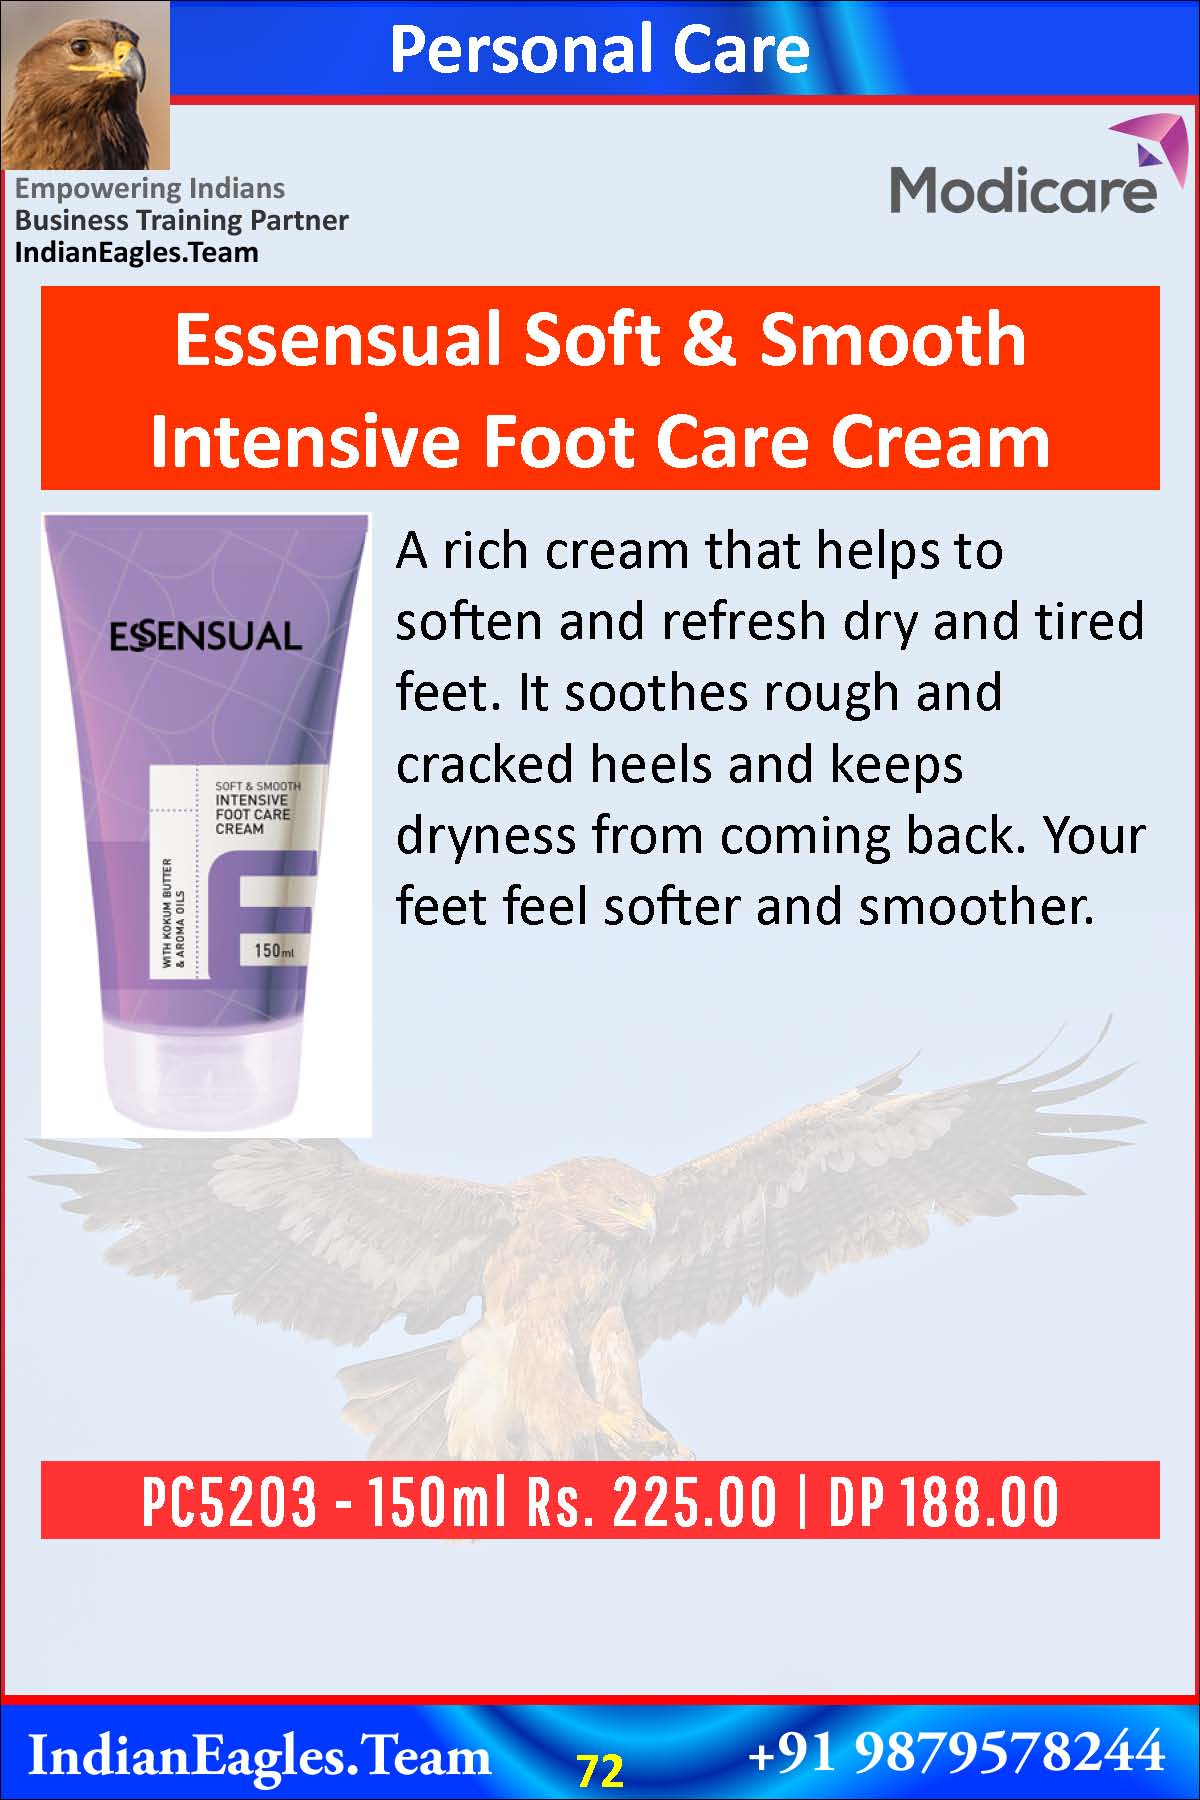 Personal Care
Empowering Indians
Business Training Partner
IndianEagles.Team
Modicare
Essensual Soft & Smooth
Intensive Foot Care Cream
ESSENSUAL
SOFT & SMOOTH
INTENSIVE
FOOT CARE
CREAM
WITH KOKUM BUTTER
& AROMA OILS
150ml
A rich cream that helps to
soften and refresh dry and tired
feet. It soothes rough and
cracked heels and keeps
dryness from coming back. Your
feet feel softer and smoother.
PC5203 - 150ml Rs. 225.00 | DP 188.00
IndianEagles.Team
72
+91 9879578244